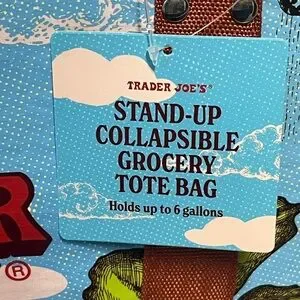 TRADER JOE'S®
STAND-UP
COLLAPSIBLE
GROCERY
TOTE BAG
Holds up to 6 gallons
R
®